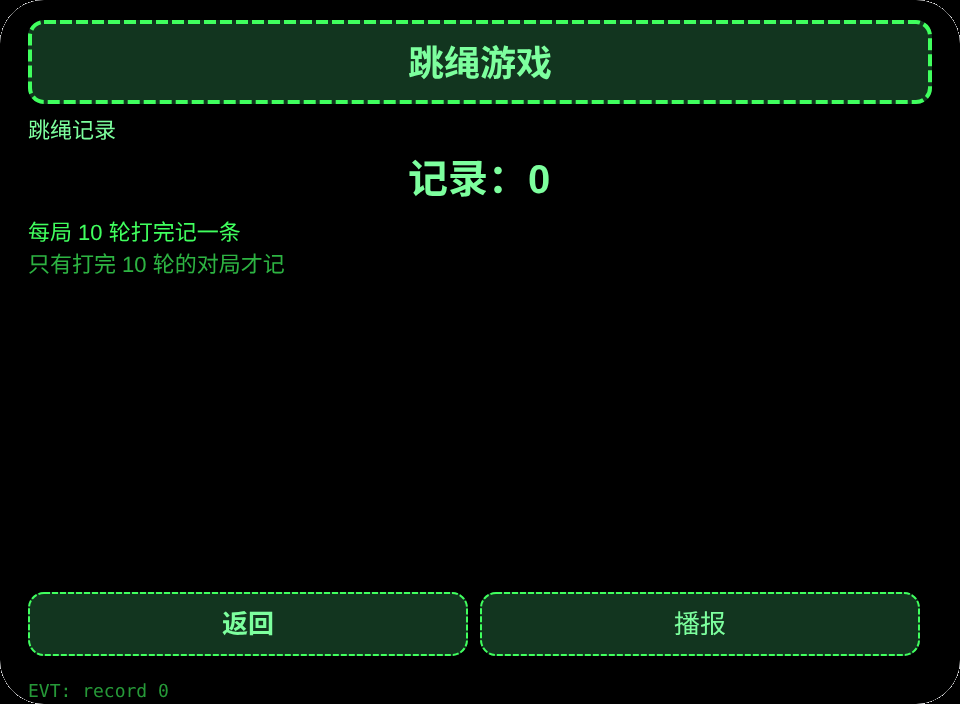 跳绳游戏
跳绳记录
记录：0
每局 10 轮打完记一条
只有打完 10 轮的对局才记
返回
播报
EVT: record 0